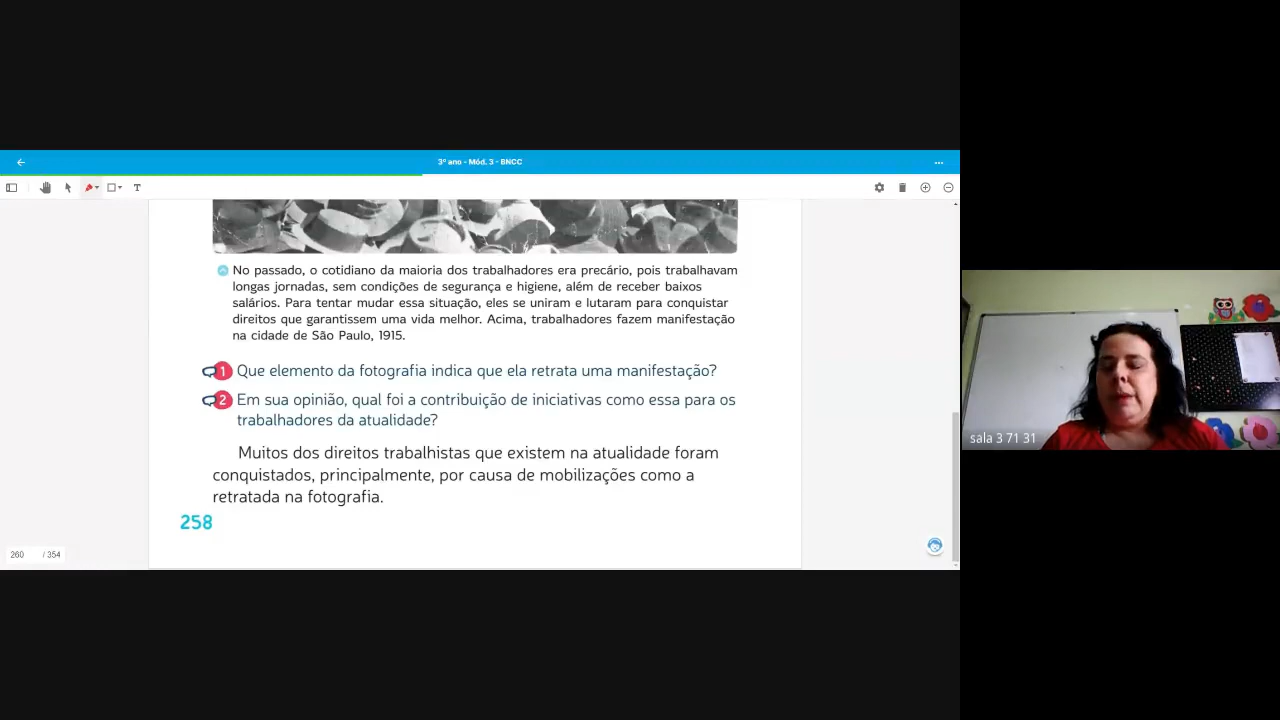 3º ano - Mód. 3 - BNCC
T
No passado, o cotidiano da maioria dos trabalhadores era precário, pois trabalhavam
longas jornadas, sem condições de segurança e higiene, além de receber baixos
salários. Para tentar mudar essa situação, eles se uniram e lutaram para conquistar
direitos que garantissem uma vida melhor. Acima, trabalhadores fazem manifestação
na cidade de São Paulo, 1915.
1 Que elemento da fotografia indica que ela retrata uma manifestação?
2 Em sua opinião, qual foi a contribuição de iniciativas como essa para os
trabalhadores da atualidade?
Muitos dos direitos trabalhistas que existem na atualidade foram
conquistados, principalmente, por causa de mobilizações como a
retratada na fotografia.
258
260 / 354
sala 3 71 31